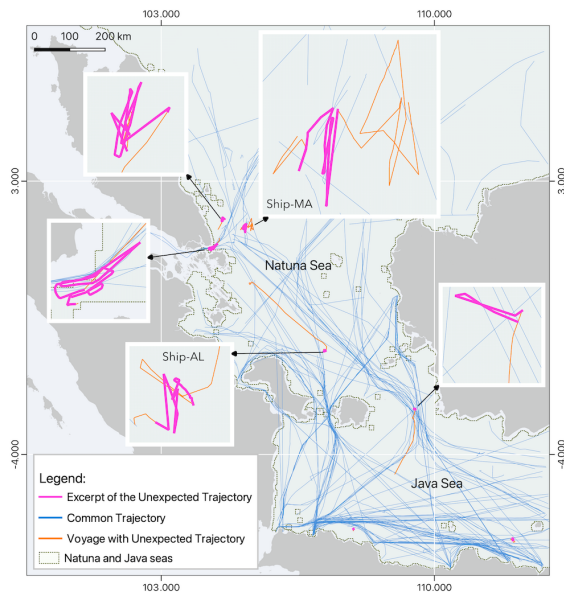 103.000
110.000
0 100 200 km
3.000
3.000
Ship-MA
Natuna Sea
Ship-AL
-4.000
-4.000
Java Sea
Legend:
Excerpt of the Unexpected Trajectory
Common Trajectory
Voyage with Unexpected Trajectory
Natuna and Java seas
103.000
110.000